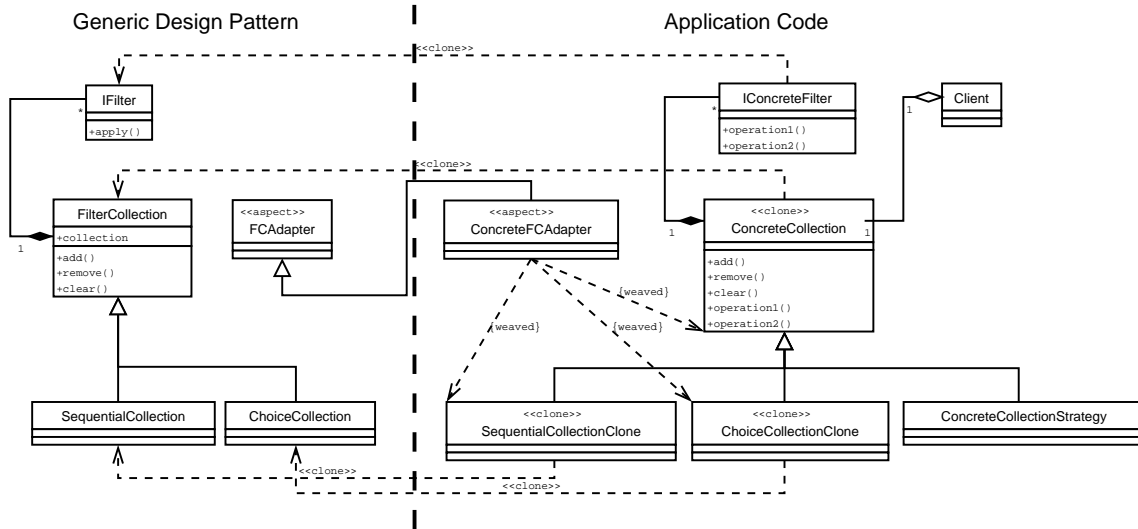 Generic Design Pattern
Application Code
<<clone>>
IFilter
+apply()
*
IConcreteFilter
+operation1()
+operation2()
*
Client
1
<<clone>>
FilterCollection
+collection
+add()
+remove()
+clear()
1
<<aspect>>
FCAdapter
<<aspect>>
ConcreteFCAdapter
<<clone>>
ConcreteCollection
+add()
+remove()
+clear()
+operation1()
+operation2()
1
1
{weaved}
{weaved}
{weaved}
SequentialCollection
ChoiceCollection
<<clone>>
SequentialCollectionClone
<<clone>>
ChoiceCollectionClone
ConcreteCollectionStrategy
<<clone>>
<<clone>>